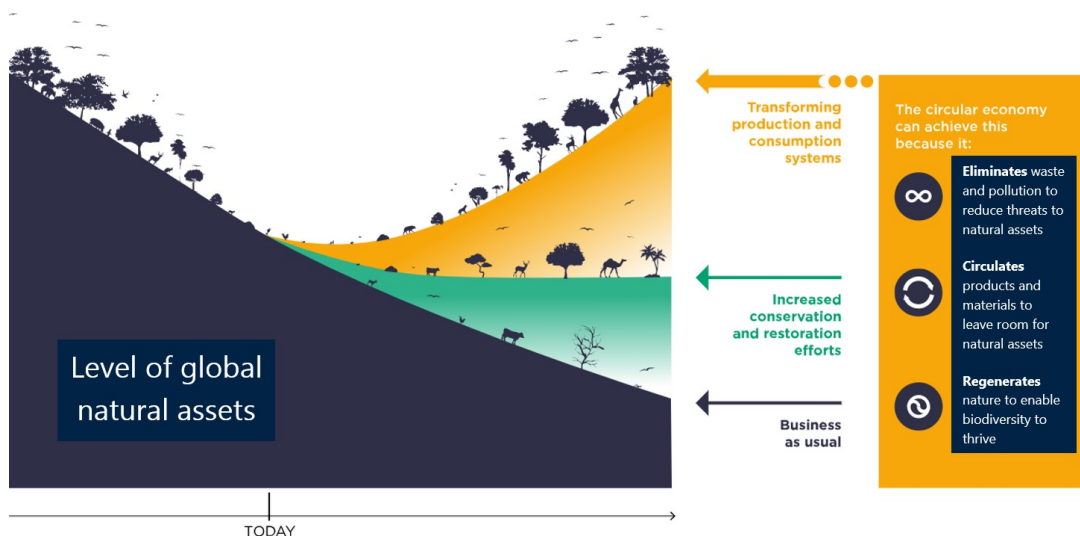 Level of global
natural assets
TODAY
Transforming
production and
consumption
systems
Increased
conservation
and restoration
efforts
Business
as usual
The circular economy
can achieve this
because it:
Eliminates waste
and pollution to
reduce threats to
natural assets
Circulates
products and
materials to
leave room for
natural assets
Regenerates
nature to enable
biodiversity to
thrive